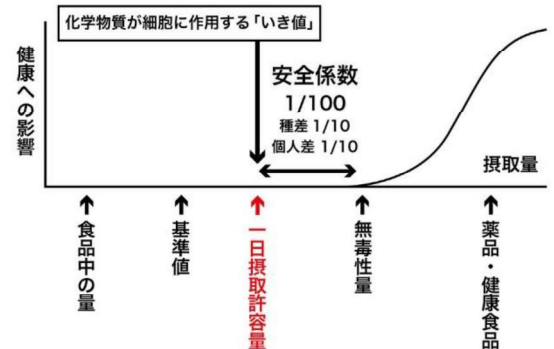 化学物質が細胞に作用する「いき値」
健康への影響
安全係数
1/100
種差 1/10
個人差 1/10
摂取量
食品中の量
基準値
一日摂取許容量
無毒性量
薬品・健康食品